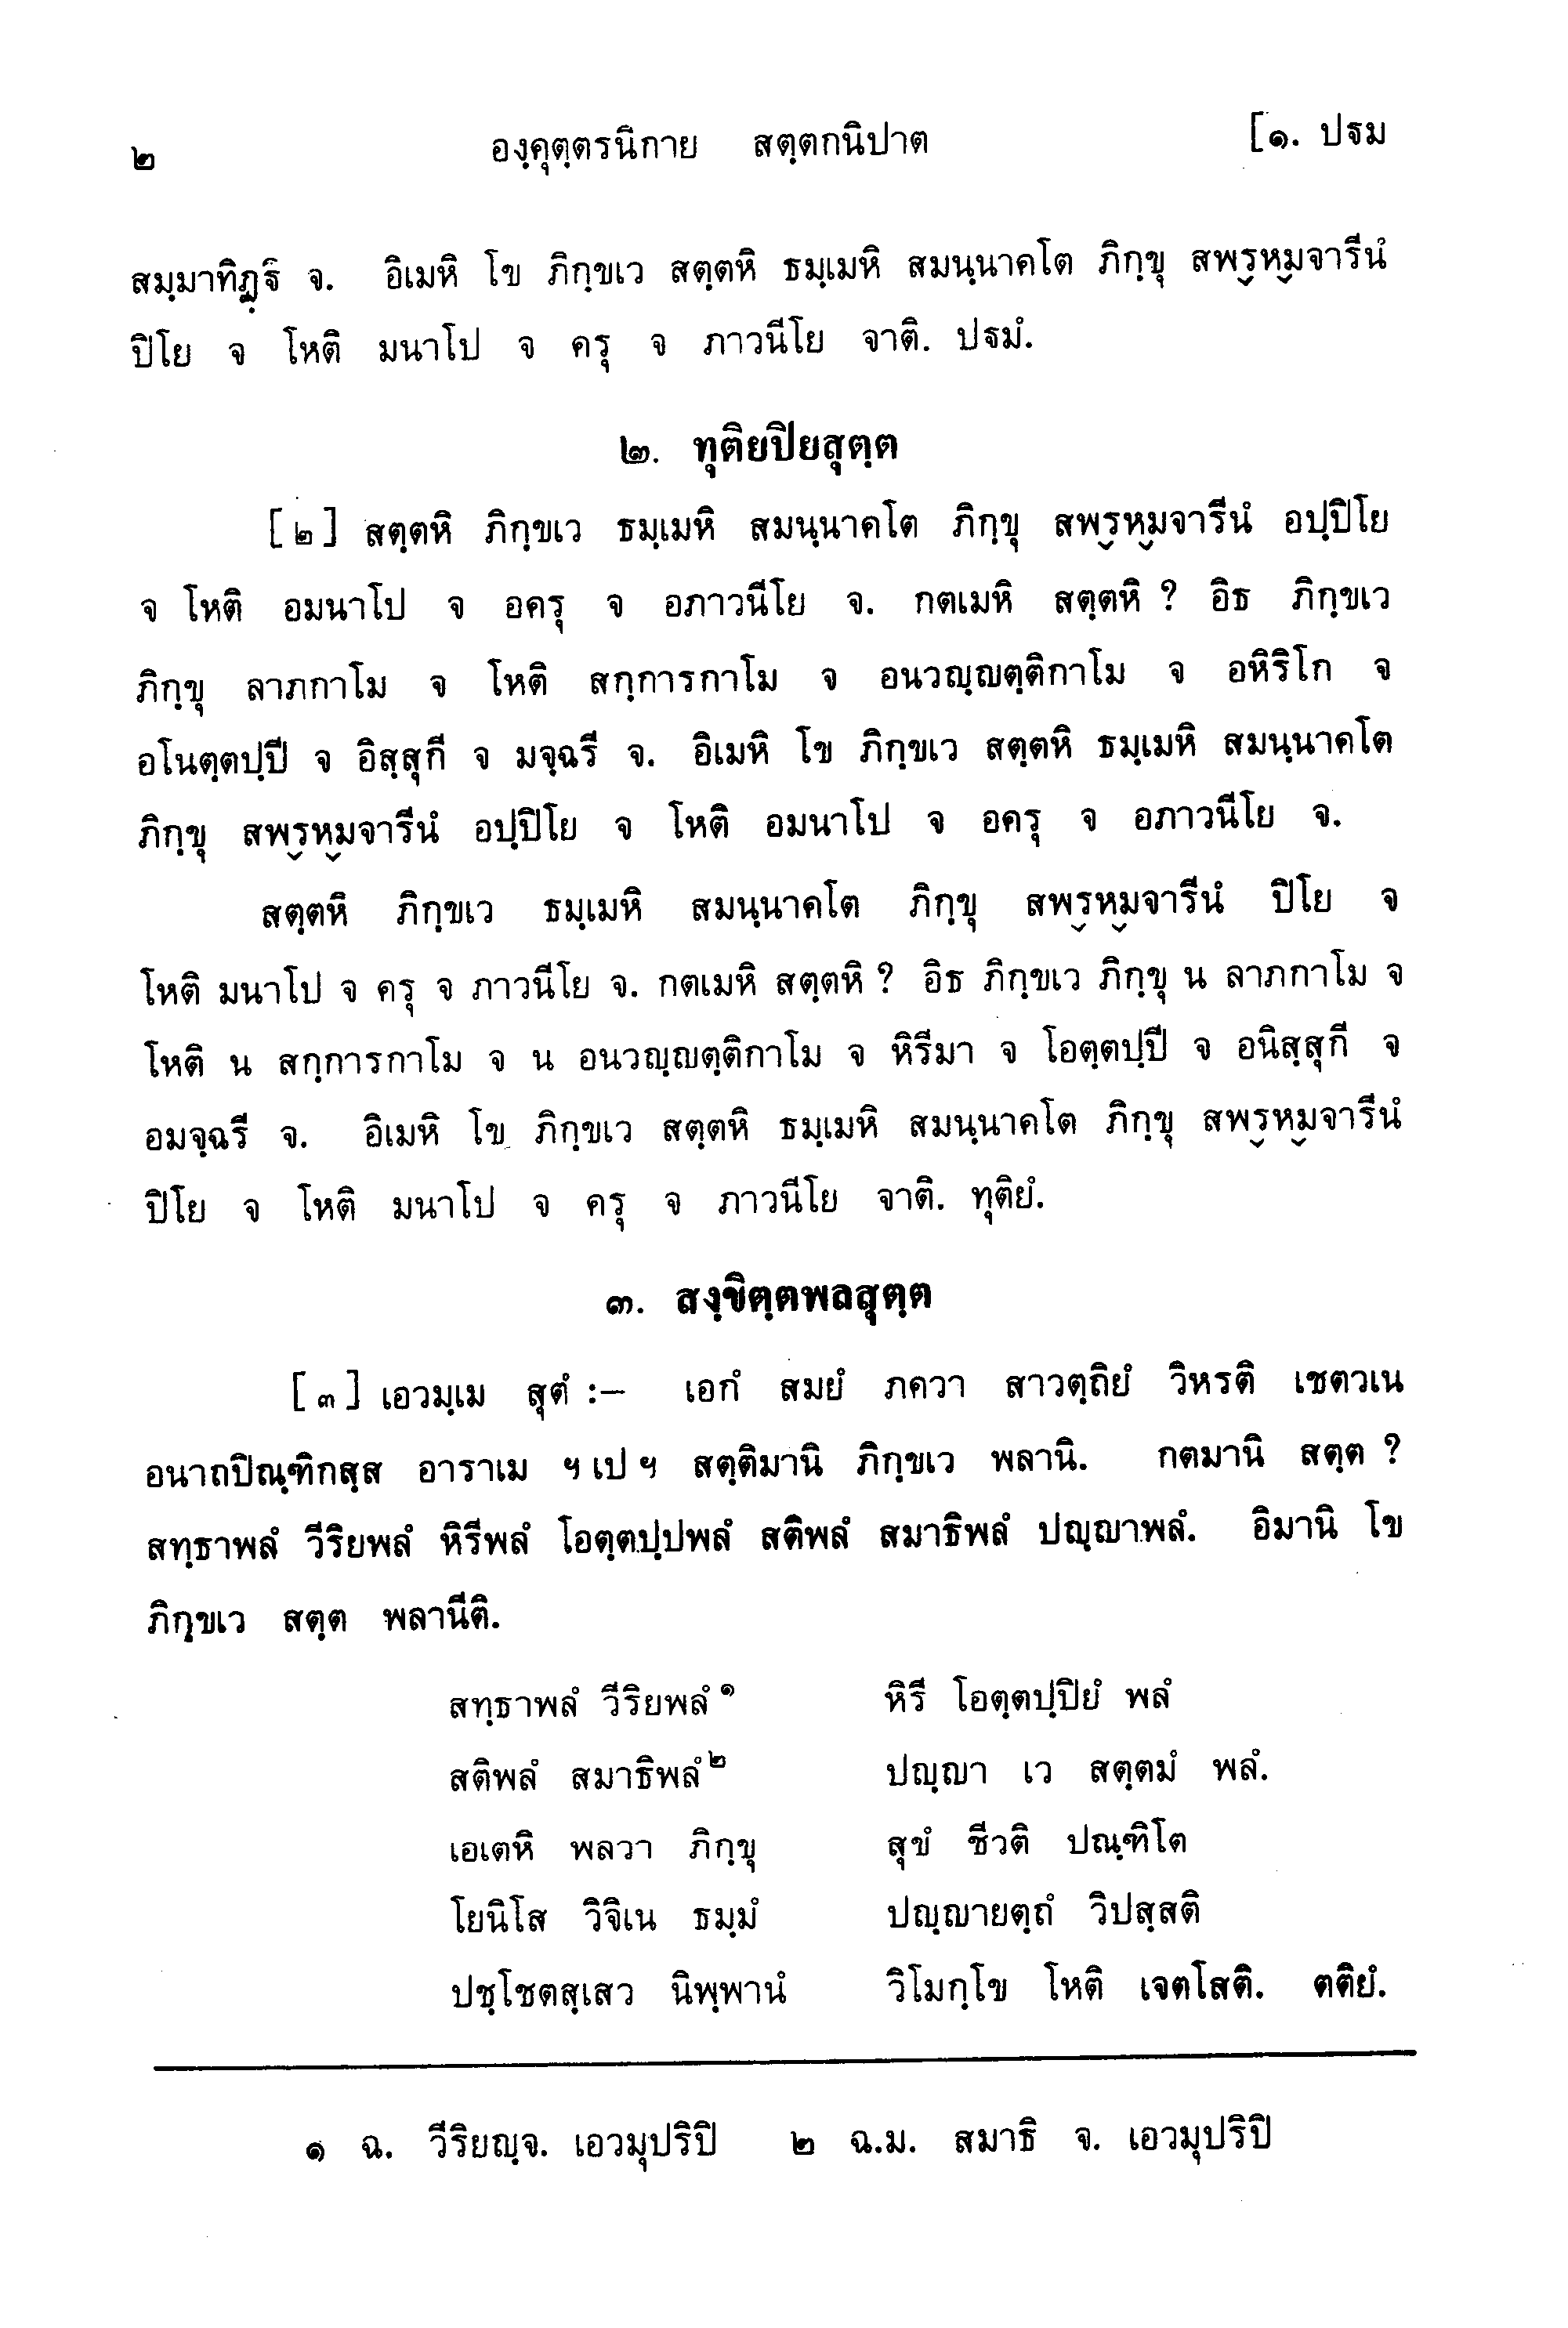 ๒ องฺคุตฺตรนิกาย สตฺตกนิปาต [๑. ปฐม
สมฺมาทิฏฺฐิ จ. อิเมหิ โข ภิกฺขเว สตฺตหิ ธมฺเมหิ สมนฺนาคโต ภิกฺขุ สพฺรหฺมจารีนํ
ปิโย จ โหติ มนาโป จ ครุ จ ภาวนีโย จาติ. ปฐมํ.
๒. ทุติยปิยสุตฺต
[๒] สตฺตหิ ภิกฺขเว ธมฺเมหิ สมนฺนาคโต ภิกฺขุ สพฺรหฺมจารีนํ อปฺปิโย
จ โหติ อมนาโป จ อครุ จ อภาวนีโย จ. กตเมหิ สตฺตหิ ? อิธ ภิกฺขเว
ภิกฺขุ ลาภกาโม จ โหติ สกฺการกาโม จ อนวญฺญตฺติกาโม จ อหิริโก จ
อโนตฺตปฺปี จ อิสฺสุกี จ มจฺฉรี จ. อิเมหิ โข ภิกฺขเว สตฺตหิ ธมฺเมหิ สมนฺนาคโต
ภิกฺขุ สพฺรหฺมจารีนํ อปฺปิโย จ โหติ อมนาโป จ อครุ จ อภาวนีโย จ.
สตฺตหิ ภิกฺขเว ธมฺเมหิ สมนฺนาคโต ภิกฺขุ สพฺรหฺมจารีนํ ปิโย จ
โหติ มนาโป จ ครุ จ ภาวนีโย จ. กตเมหิ สตฺตหิ ? อิธ ภิกฺขเว ภิกฺขุ น ลาภกาโม จ
โหติ น สกฺการกาโม จ น อนวญฺญตฺติกาโม จ หิรีมา จ โอตฺตปฺปี จ อนิสฺสุกี จ
อมจฺฉรี จ. อิเมหิ โข ภิกฺขเว สตฺตหิ ธมฺเมหิ สมนฺนาคโต ภิกฺขุ สพฺรหฺมจารีนํ
ปิโย จ โหติ มนาโป จ ครุ จ ภาวนีโย จาติ. ทุติยํ.
๓. สงฺขิตฺตพลสุตฺต
[๓] เอวมฺเม สุตํ :– เอกํ สมยํ ภควา สาวตฺถิยํ วิหรติ เชตวเน
อนาถปิณฺฑิกสฺส อาราเม ฯ เป ฯ สตฺติมานิ ภิกฺขเว พลานิ. กตมานิ สตฺต ?
สทฺธาพลํ วีริยพลํ หิรีพลํ โอตฺตปฺปพลํ สติพลํ สมาธิพลํ ปญฺญาพลํ. อิมานิ โข
ภิกฺขเว สตฺต พลานีติ.
สทฺธาพลํ วีริยพลํ๑ หิรี โอตฺตปฺปิยํ พลํ
สติพลํ สมาธิพลํ๒ ปญฺญา เว สตฺตมํ พลํ.
เอเตหิ พลวา ภิกฺขุ สุขํ ชีวติ ปณฺฑิโต
โยนิโส วิจิเน ธมฺมํ ปญฺญายตฺถํ วิปสฺสติ
ปชฺโชตสฺเสว นิพฺพานํ วิโมกฺโข โหติ เจตโสติ. ตติยํ.
๑ ฉ. วีริยญฺจ. เอวมุปริปิ ๒ ฉ.ม. สมาธิ จ. เอวมุปริปิ